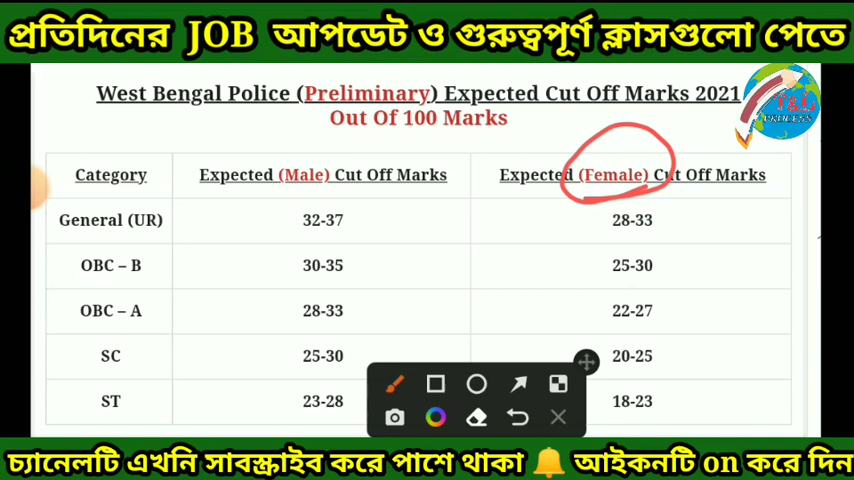 প্রতিদিনের JOB আপডেট ও গুরুত্বপূর্ণ ক্লাসগুলো পেতে
West Bengal Police (Preliminary) Expected Cut Off Marks 2021
Out Of 100 Marks
T&L
PROCESS
Category Expected (Male) Cut Off Marks Expected (Female) Cut Off Marks
General (UR) 32-37 28-33
OBC – B 30-35 25-30
OBC – A 28-33 22-27
SC 25-30 20-25
ST 23-28 18-23
চ্যানেলটি এখনি সাবস্ক্রাইব করে পাশে থাকা 🔔 আইকনটি on করে দিন